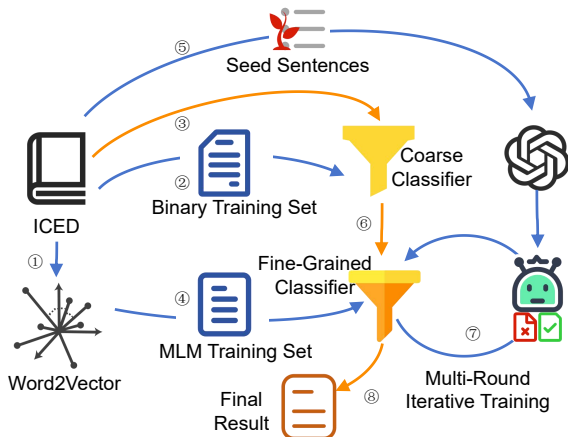 ⑤
Seed Sentences
③
②
Binary Training Set
Coarse
Classifier
ICED
①
⑥
Fine-Grained
Classifier
④
MLM Training Set
⑦
Word2Vector
Final
Result
⑧
Multi-Round
Iterative Training